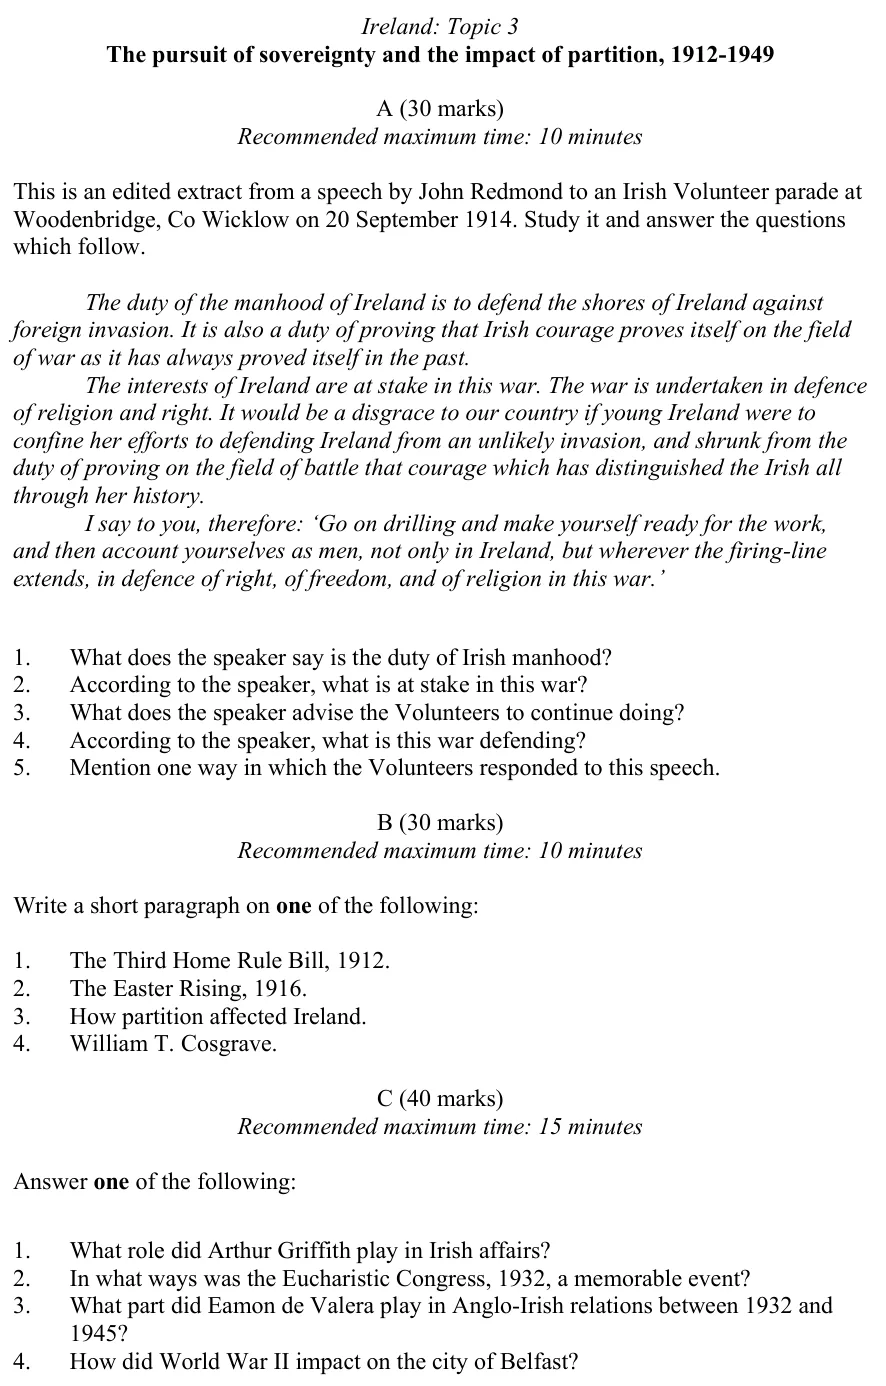 Ireland: Topic 3
The pursuit of sovereignty and the impact of partition, 1912-1949
A (30 marks)
Recommended maximum time: 10 minutes
This is an edited extract from a speech by John Redmond to an Irish Volunteer parade at
Woodenbridge, Co Wicklow on 20 September 1914. Study it and answer the questions
which follow.
The duty of the manhood of Ireland is to defend the shores of Ireland against
foreign invasion. It is also a duty of proving that Irish courage proves itself on the field
of war as it has always proved itself in the past.
The interests of Ireland are at stake in this war. The war is undertaken in defence
of religion and right. It would be a disgrace to our country if young Ireland were to
confine her efforts to defending Ireland from an unlikely invasion, and shrunk from the
duty of proving on the field of battle that courage which has distinguished the Irish all
through her history.
I say to you, therefore: ‘Go on drilling and make yourself ready for the work,
and then account yourselves as men, not only in Ireland, but wherever the firing-line
extends, in defence of right, of freedom, and of religion in this war.’
1. What does the speaker say is the duty of Irish manhood?
2. According to the speaker, what is at stake in this war?
3. What does the speaker advise the Volunteers to continue doing?
4. According to the speaker, what is this war defending?
5. Mention one way in which the Volunteers responded to this speech.
B (30 marks)
Recommended maximum time: 10 minutes
Write a short paragraph on one of the following:
1. The Third Home Rule Bill, 1912.
2. The Easter Rising, 1916.
3. How partition affected Ireland.
4. William T. Cosgrave.
C (40 marks)
Recommended maximum time: 15 minutes
Answer one of the following:
1. What role did Arthur Griffith play in Irish affairs?
2. In what ways was the Eucharistic Congress, 1932, a memorable event?
3. What part did Eamon de Valera play in Anglo-Irish relations between 1932 and
1945?
4. How did World War II impact on the city of Belfast?